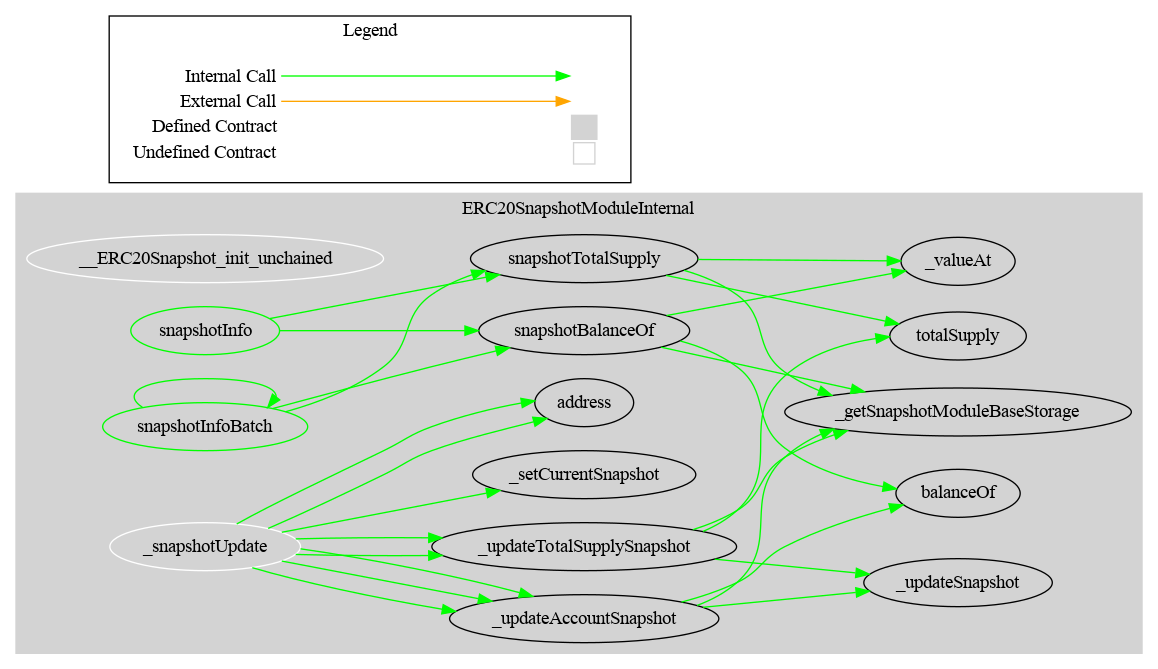 Legend
Internal Call
External Call
Defined Contract
Undefined Contract
ERC20SnapshotModuleInternal
__ERC20Snapshot_init_unchained
snapshotTotalSupply
_valueAt
snapshotInfo
snapshotBalanceOf
totalSupply
snapshotInfoBatch
address
_getSnapshotModuleBaseStorage
_setCurrentSnapshot
balanceOf
_snapshotUpdate
_updateTotalSupplySnapshot
_updateSnapshot
_updateAccountSnapshot